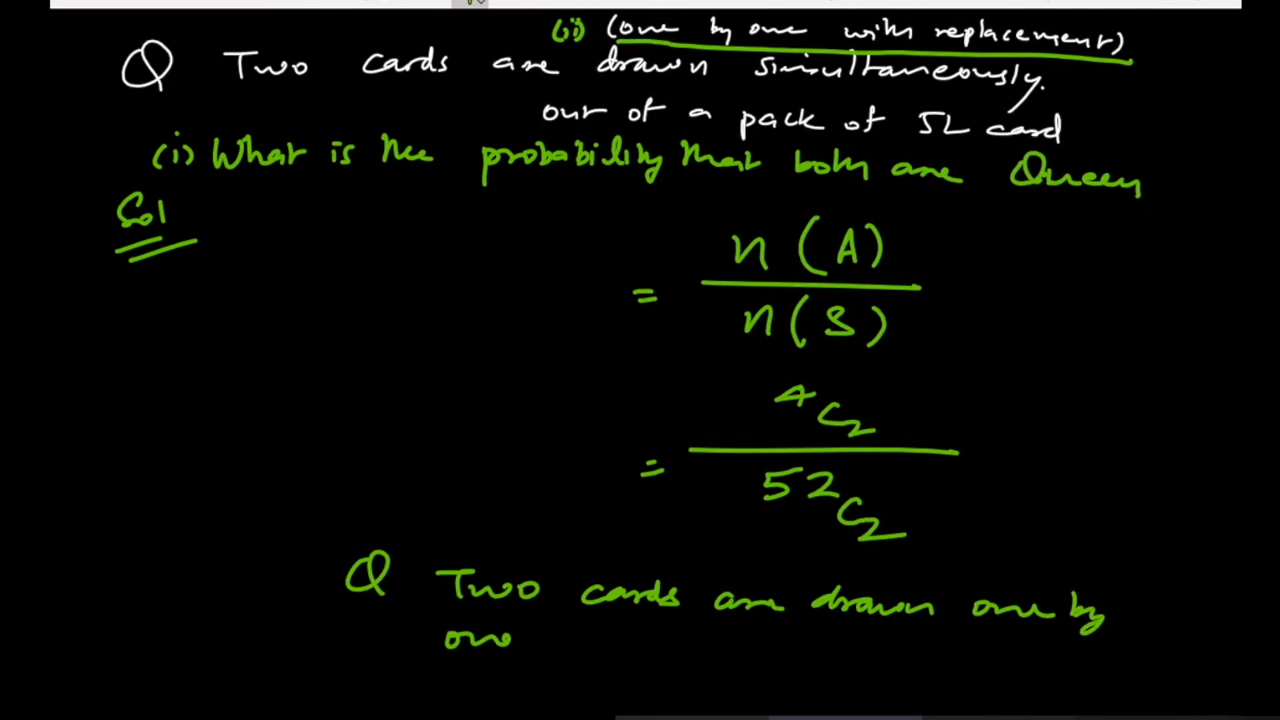 (ii) (one by one with replacement)
Q Two cards are drawn simultaneously.
out of a pack of 52 card
(i) What is the probability that both are Queen
Sol
= n(A) / n(S)
= ⁴C₂ / ⁵²C₂
Q Two cards are drawn one by
one